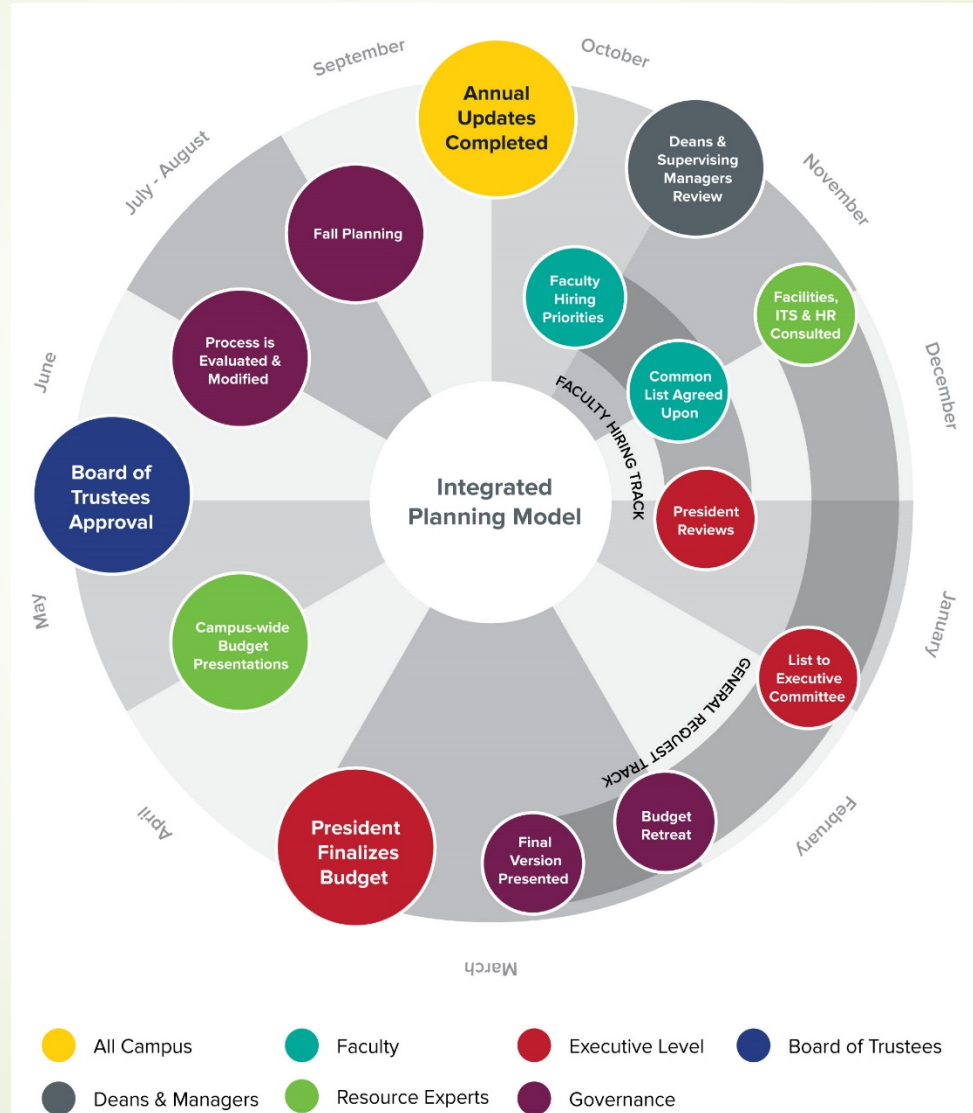 September
October
Annual
Updates
Completed
Deans &
Supervising
Managers
Review
November
July - August
Fall Planning
Faculty
Hiring
Priorities
Facilities,
ITS & HR
Consulted
December
June
Process is
Evaluated &
Modified
Common
List Agreed
Upon
FACULTY HIRING TRACK
Board of
Trustees
Approval
Integrated
Planning Model
President
Reviews
May
January
Campus-wide
Budget
Presentations
List to
Executive
Committee
GENERAL REQUEST TRACK
April
February
President
Finalizes
Budget
Final
Version
Presented
Budget
Retreat
March
All Campus
Faculty
Executive Level
Board of Trustees
Deans & Managers
Resource Experts
Governance